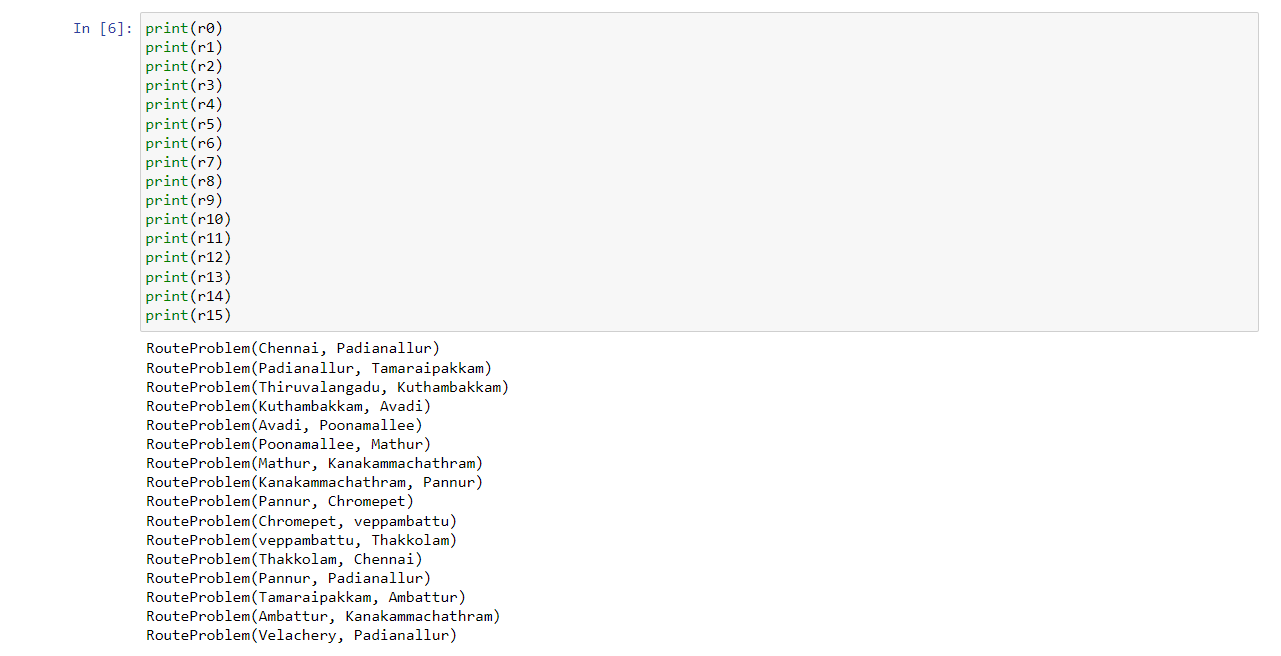 In [6]: print(r0)
print(r1)
print(r2)
print(r3)
print(r4)
print(r5)
print(r6)
print(r7)
print(r8)
print(r9)
print(r10)
print(r11)
print(r12)
print(r13)
print(r14)
print(r15)
RouteProblem(Chennai, Padianallur)
RouteProblem(Padianallur, Tamaraipakkam)
RouteProblem(Thiruvalangadu, Kuthambakkam)
RouteProblem(Kuthambakkam, Avadi)
RouteProblem(Avadi, Poonamallee)
RouteProblem(Poonamallee, Mathur)
RouteProblem(Mathur, Kanakammachathram)
RouteProblem(Kanakammachathram, Pannur)
RouteProblem(Pannur, Chromepet)
RouteProblem(Chromepet, veppambattu)
RouteProblem(veppambattu, Thakkolam)
RouteProblem(Thakkolam, Chennai)
RouteProblem(Pannur, Padianallur)
RouteProblem(Tamaraipakkam, Ambattur)
RouteProblem(Ambattur, Kanakammachathram)
RouteProblem(Velachery, Padianallur)